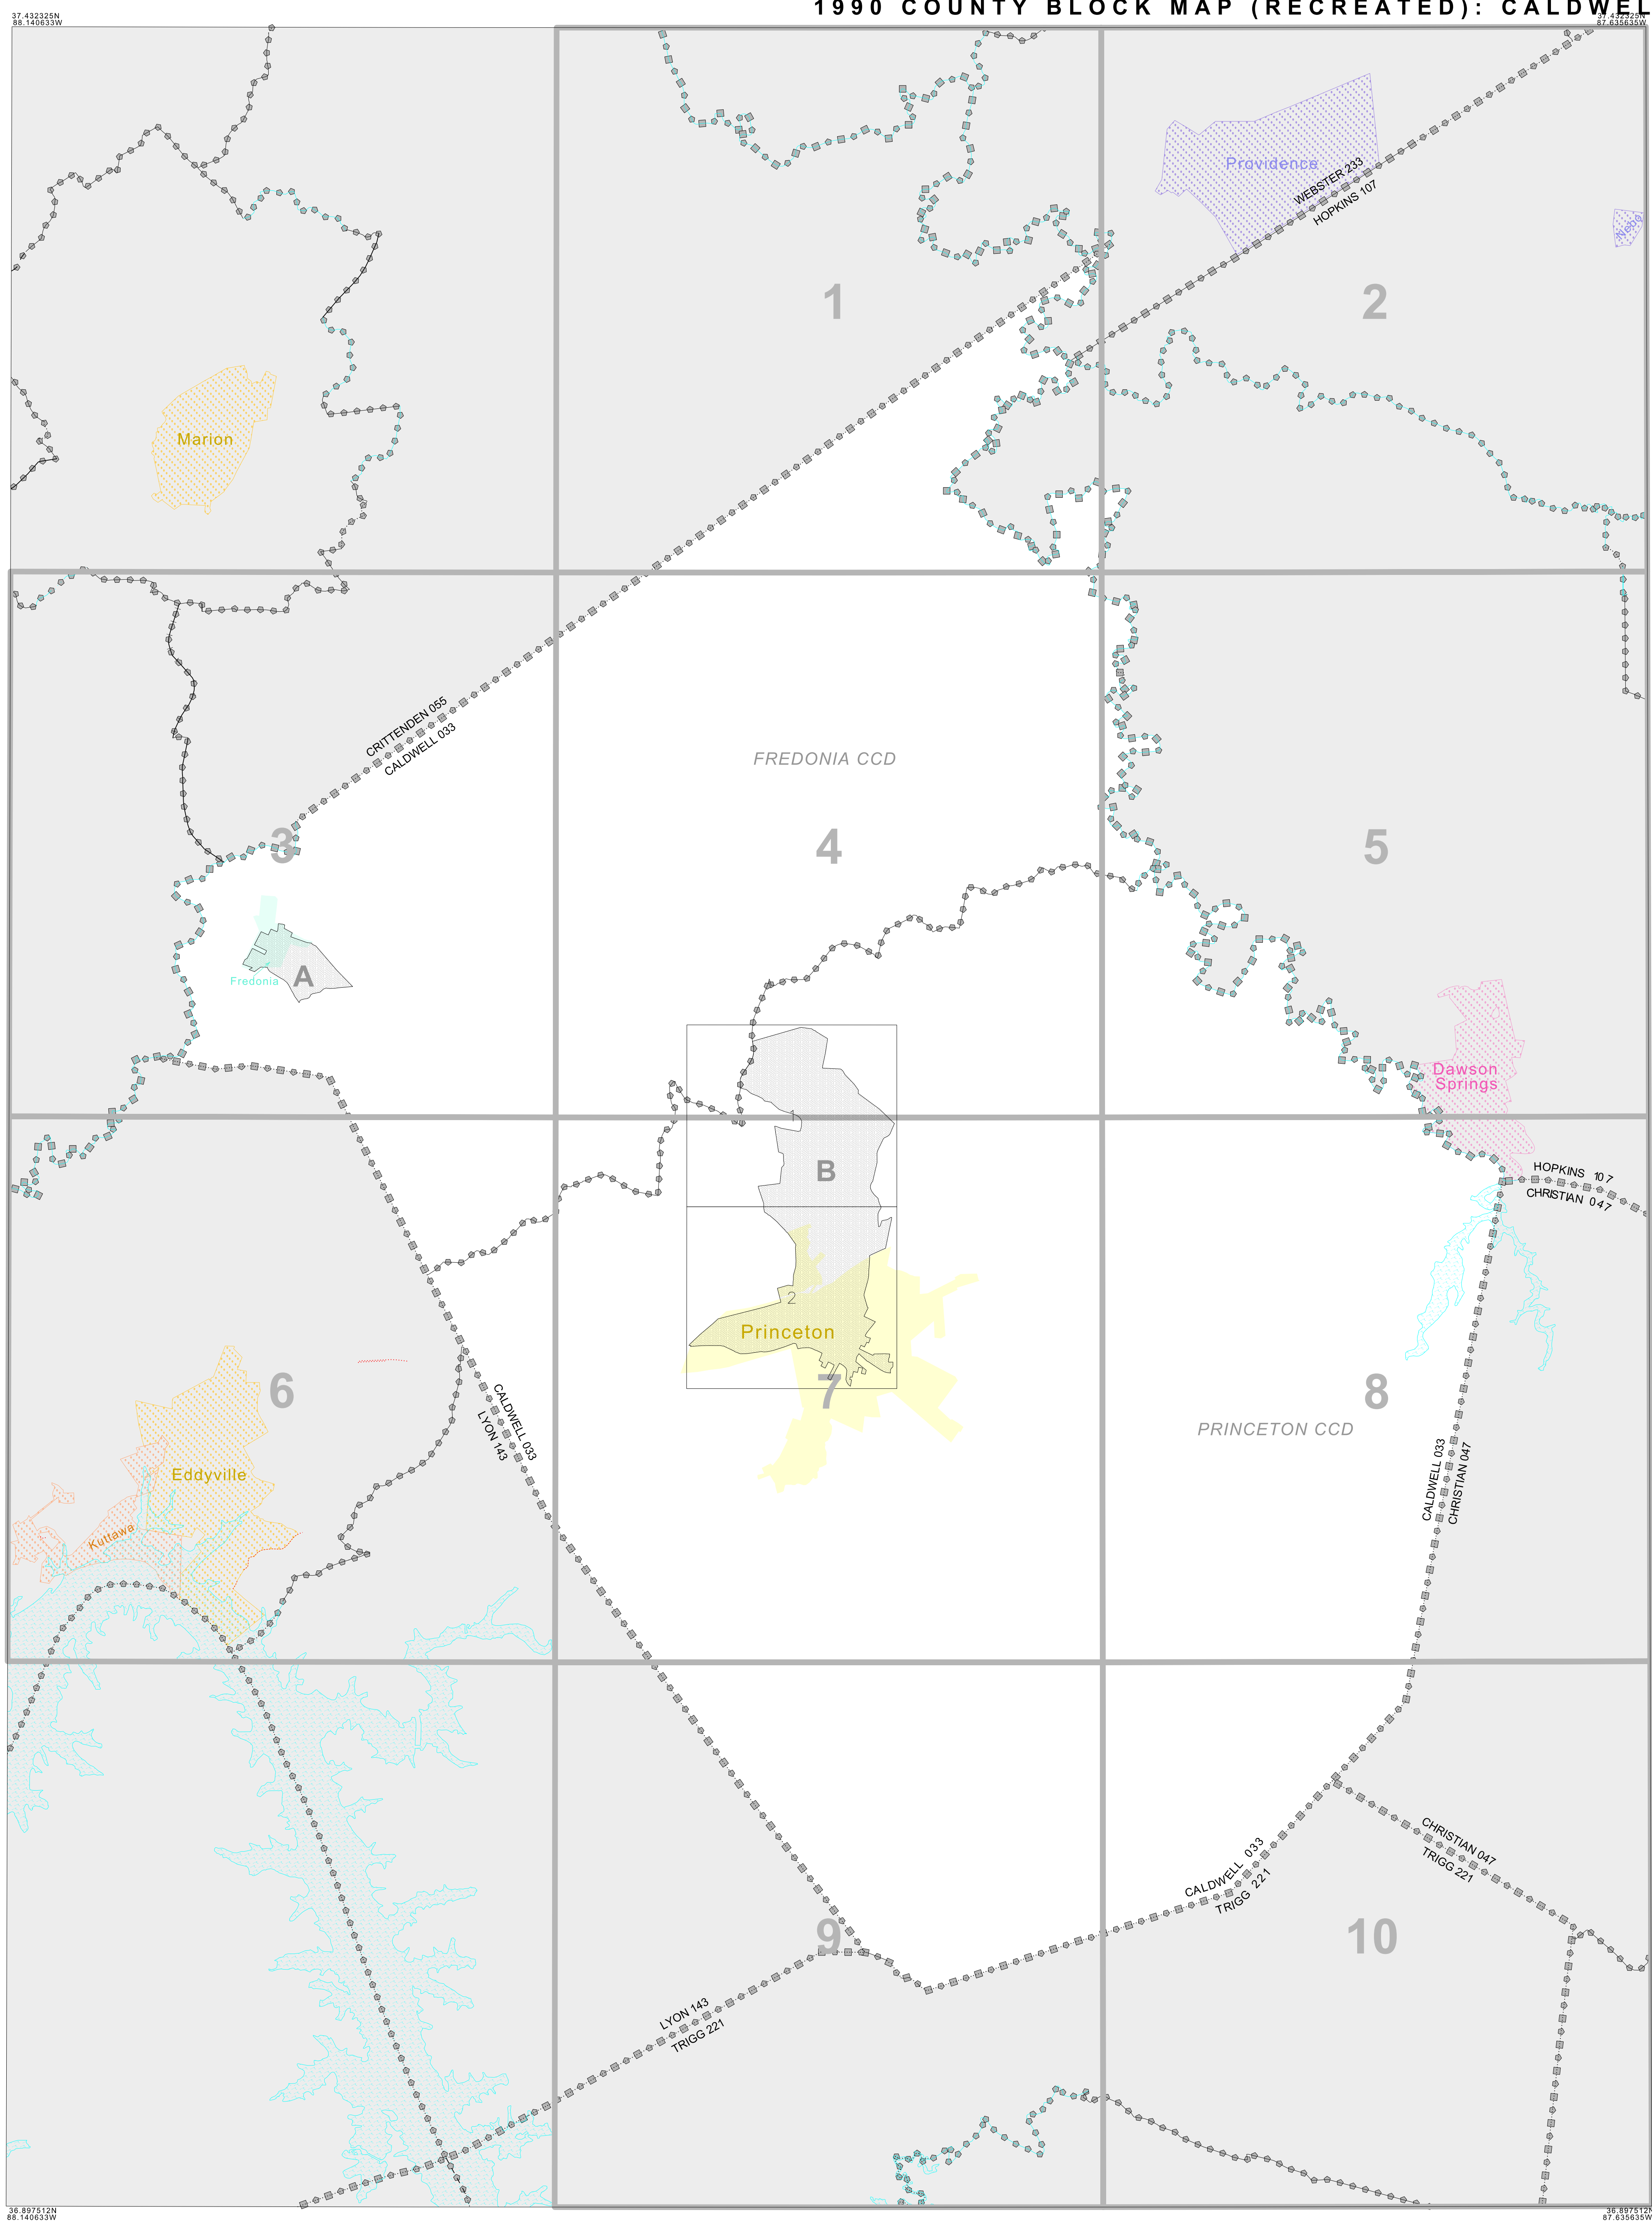 1990 COUNTY BLOCK MAP (RECREATED): CALDWEL
37.432325N
88.140633W
37.432325N
87.635635W
Providence
WEBSTER 233
HOPKINS 107
Nebo
1
2
Marion
CRITTENDEN 055
CALDWELL 033
FREDONIA CCD
3
4
5
A
Fredonia
Dawson
Springs
1
B
HOPKINS 107
CHRISTIAN 047
2
Princeton
6
7
8
CALDWELL 033
LYON 143
PRINCETON CCD
CALDWELL 033
CHRISTIAN 047
Eddyville
Kuttawa
CHRISTIAN 047
TRIGG 221
CALDWELL 033
TRIGG 221
9
10
LYON 143
TRIGG 221
36.897512N
88.140633W
36.897512N
87.635635W